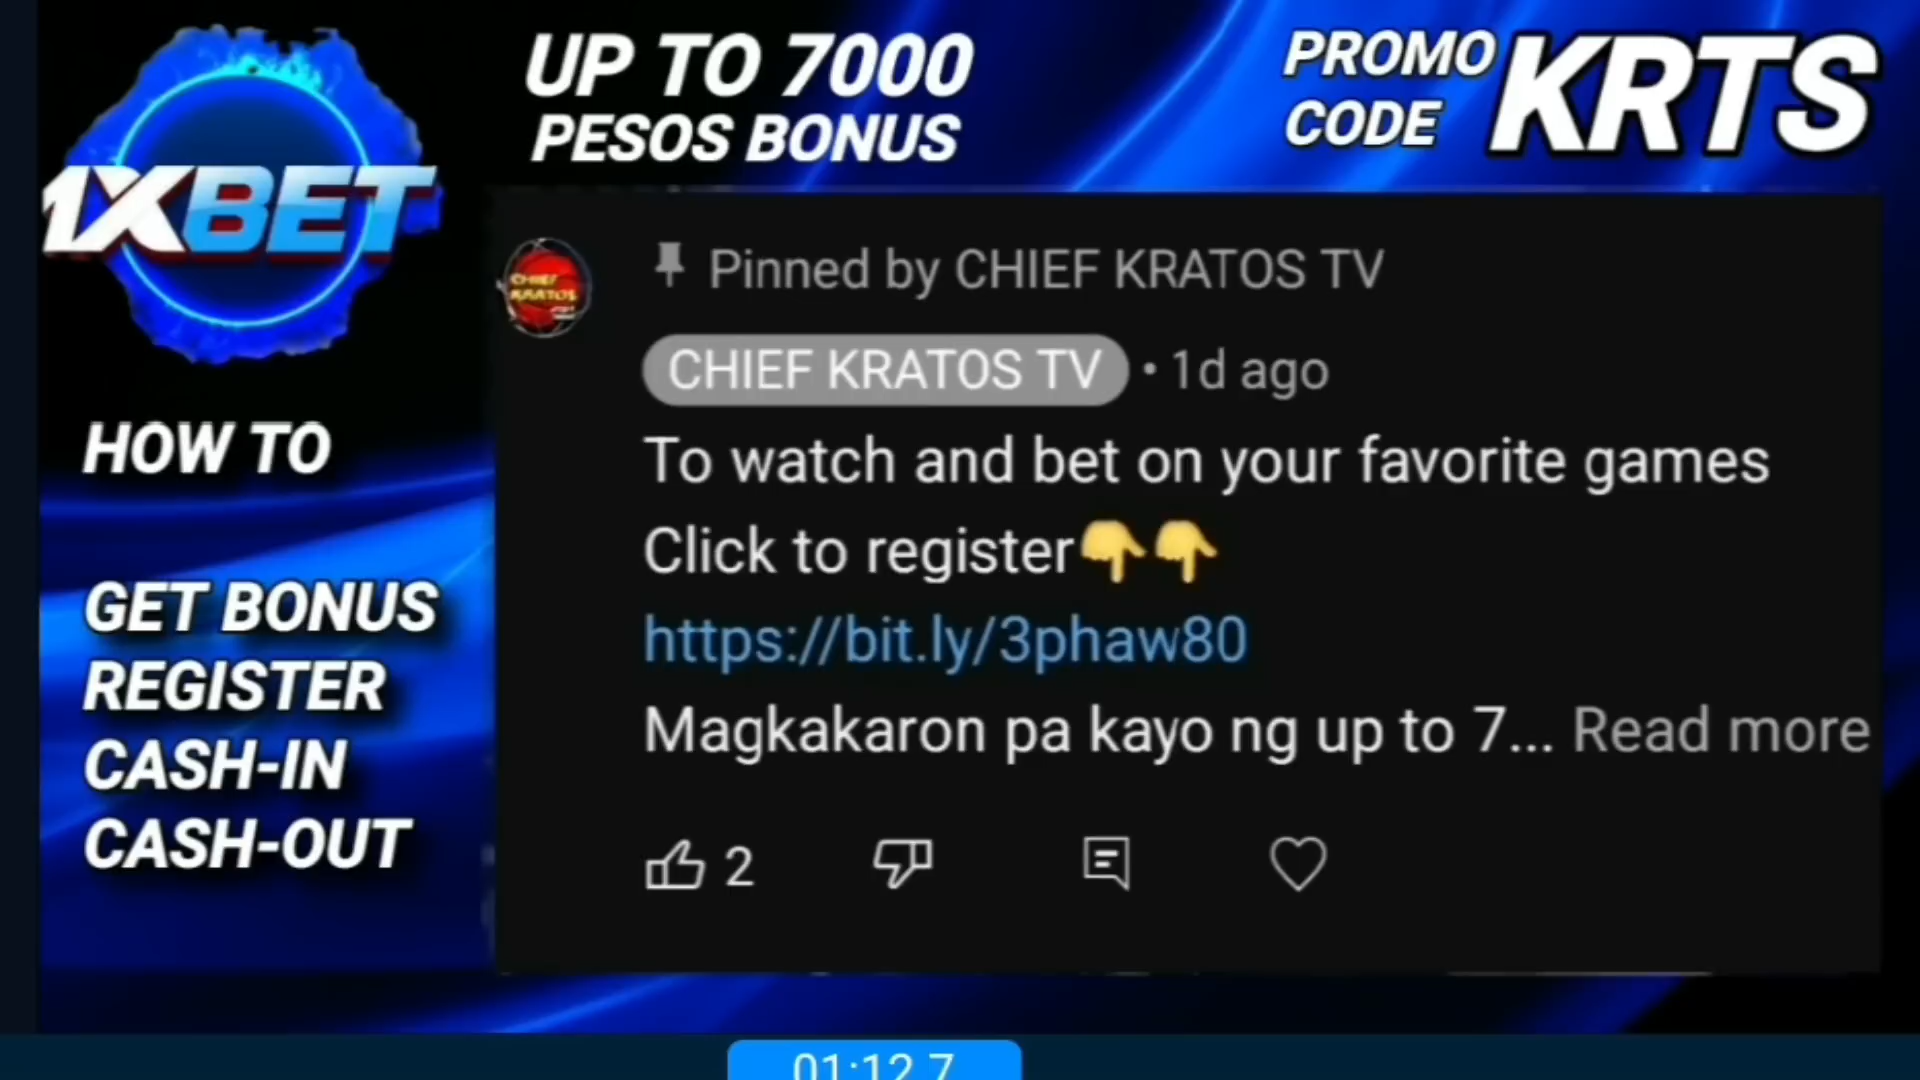 1XBET
UP TO 7000
PESOS BONUS
PROMO
CODE
KRTS
HOW TO
GET BONUS
REGISTER
CASH-IN
CASH-OUT
CHIEF
KRATOS
Pinned by CHIEF KRATOS TV
CHIEF KRATOS TV • 1d ago
To watch and bet on your favorite games
Click to register👇👇
https://bit.ly/3phaw80
Magkakaron pa kayo ng up to 7... Read more
2
01:12.7